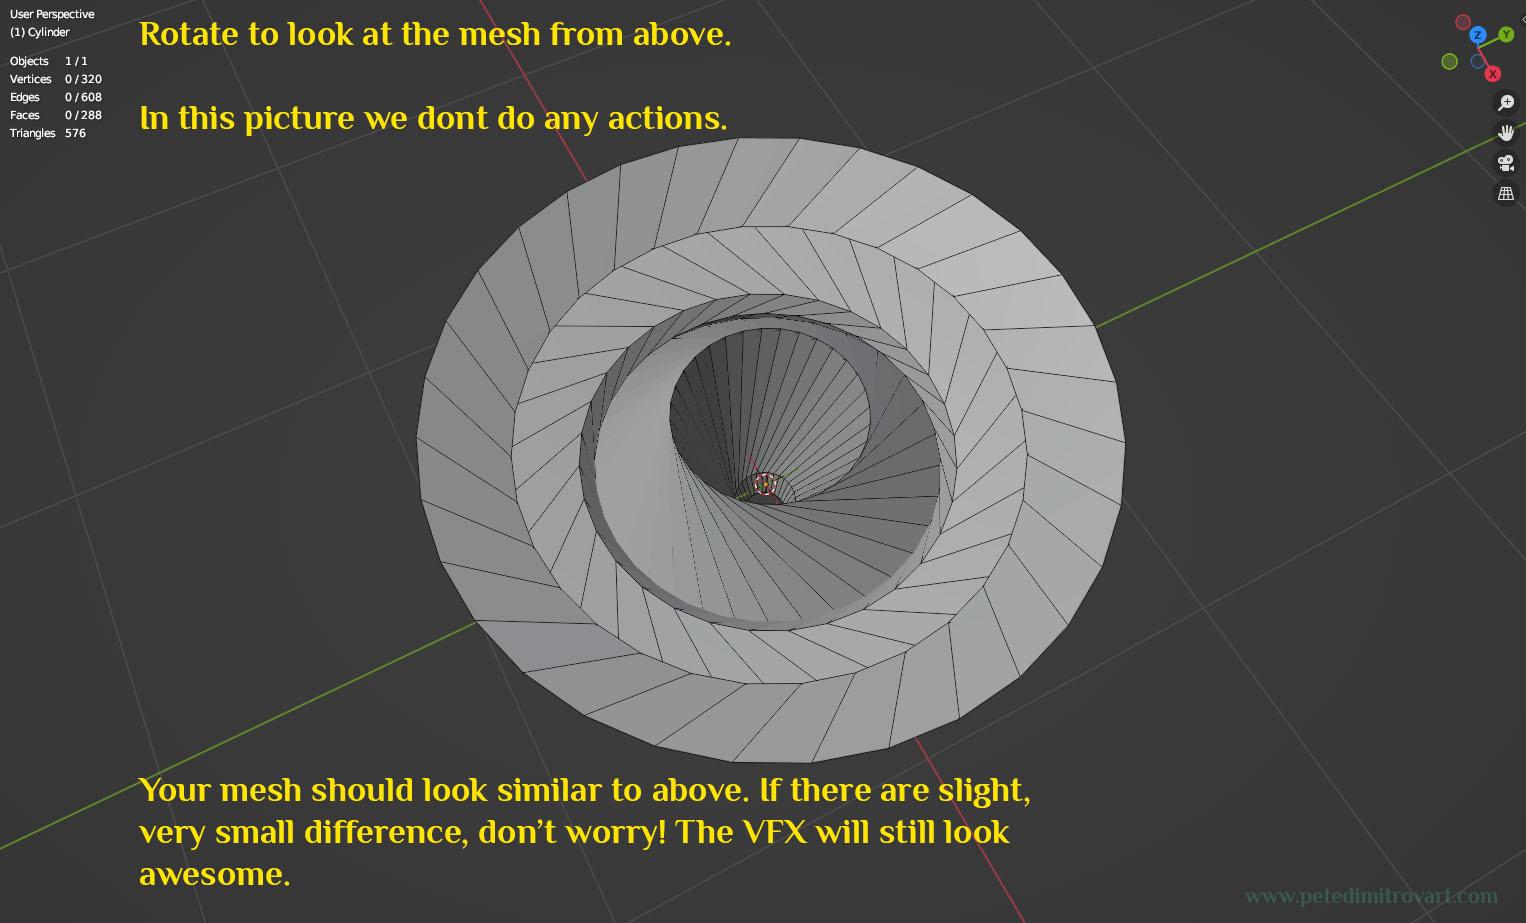 User Perspective
(1) Cylinder
Objects 1 / 1
Vertices 0 / 320
Edges 0 / 608
Faces 0 / 288
Triangles 576
Rotate to look at the mesh from above.
In this picture we dont do any actions.
Z
Y
X
Your mesh should look similar to above. If there are slight,
very small difference, don’t worry! The VFX will still look
awesome.
www.petedimitrovart.com